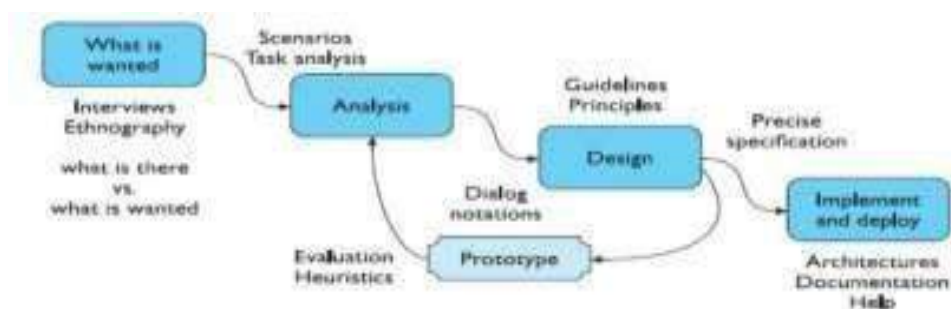 What is
wanted
Scenarios
Task analysis
Interviews
Ethnography
what is there
vs.
what is wanted
Analysis
Guidelines
Principles
Design
Precise
specification
Dialog
notations
Implement
and deploy
Evaluation
Heuristics
Prototype
Architectures
Documentation
Help